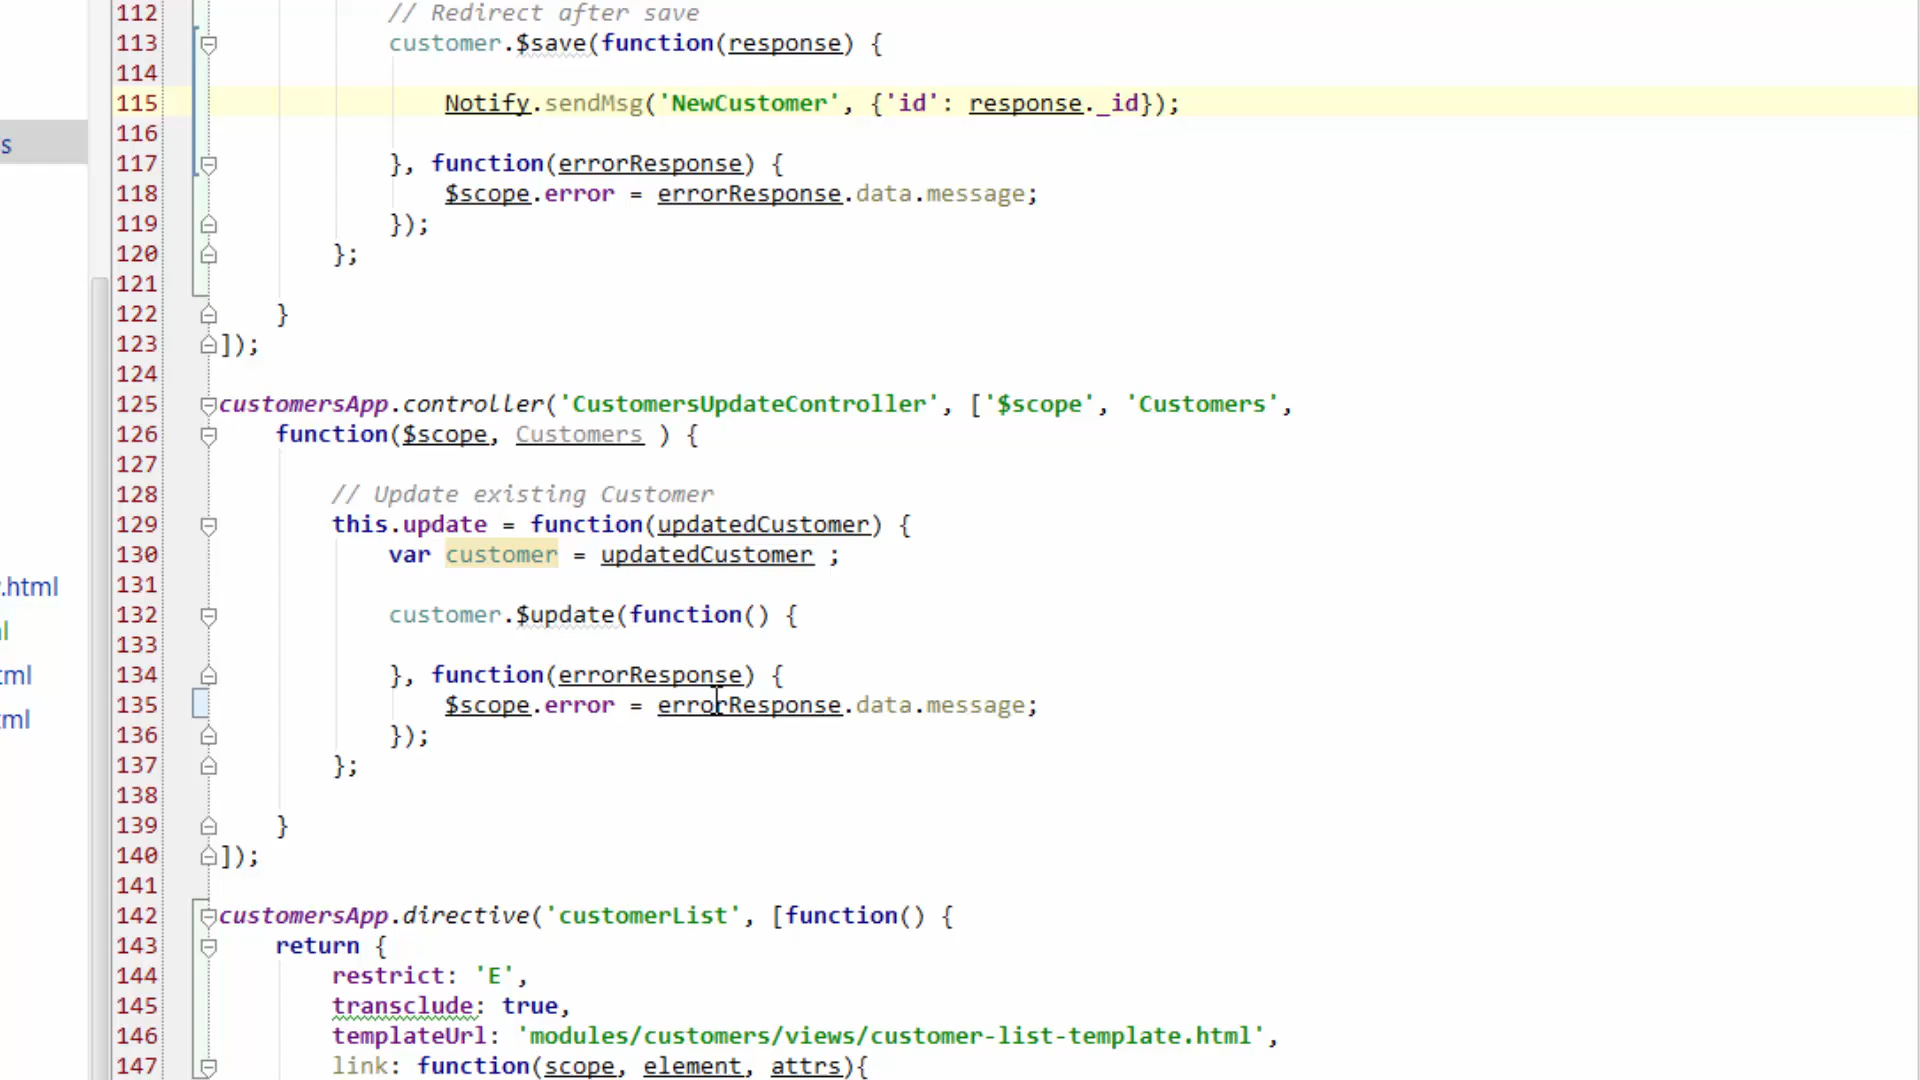 112 // Redirect after save
113 customer.$save(function(response) {
114
115 Notify.sendMsg('NewCustomer', {'id': response._id});
116
s
117 }, function(errorResponse) {
118 $scope.error = errorResponse.data.message;
119 });
120 };
121
122 }
123 ]);
124
125 customersApp.controller('CustomersUpdateController', ['$scope', 'Customers',
126 function($scope, Customers ) {
127
128 // Update existing Customer
129 this.update = function(updatedCustomer) {
130 var customer = updatedCustomer ;
131
.html
132 customer.$update(function() {
l
133
134 }, function(errorResponse) {
tml
135 $scope.error = errorResponse.data.message;
tml
136 });
137 };
138
139 }
140 ]);
141
142 customersApp.directive('customerList', [function() {
143 return {
144 restrict: 'E',
145 transclude: true,
146 templateUrl: 'modules/customers/views/customer-list-template.html',
147 link: function(scope, element, attrs){